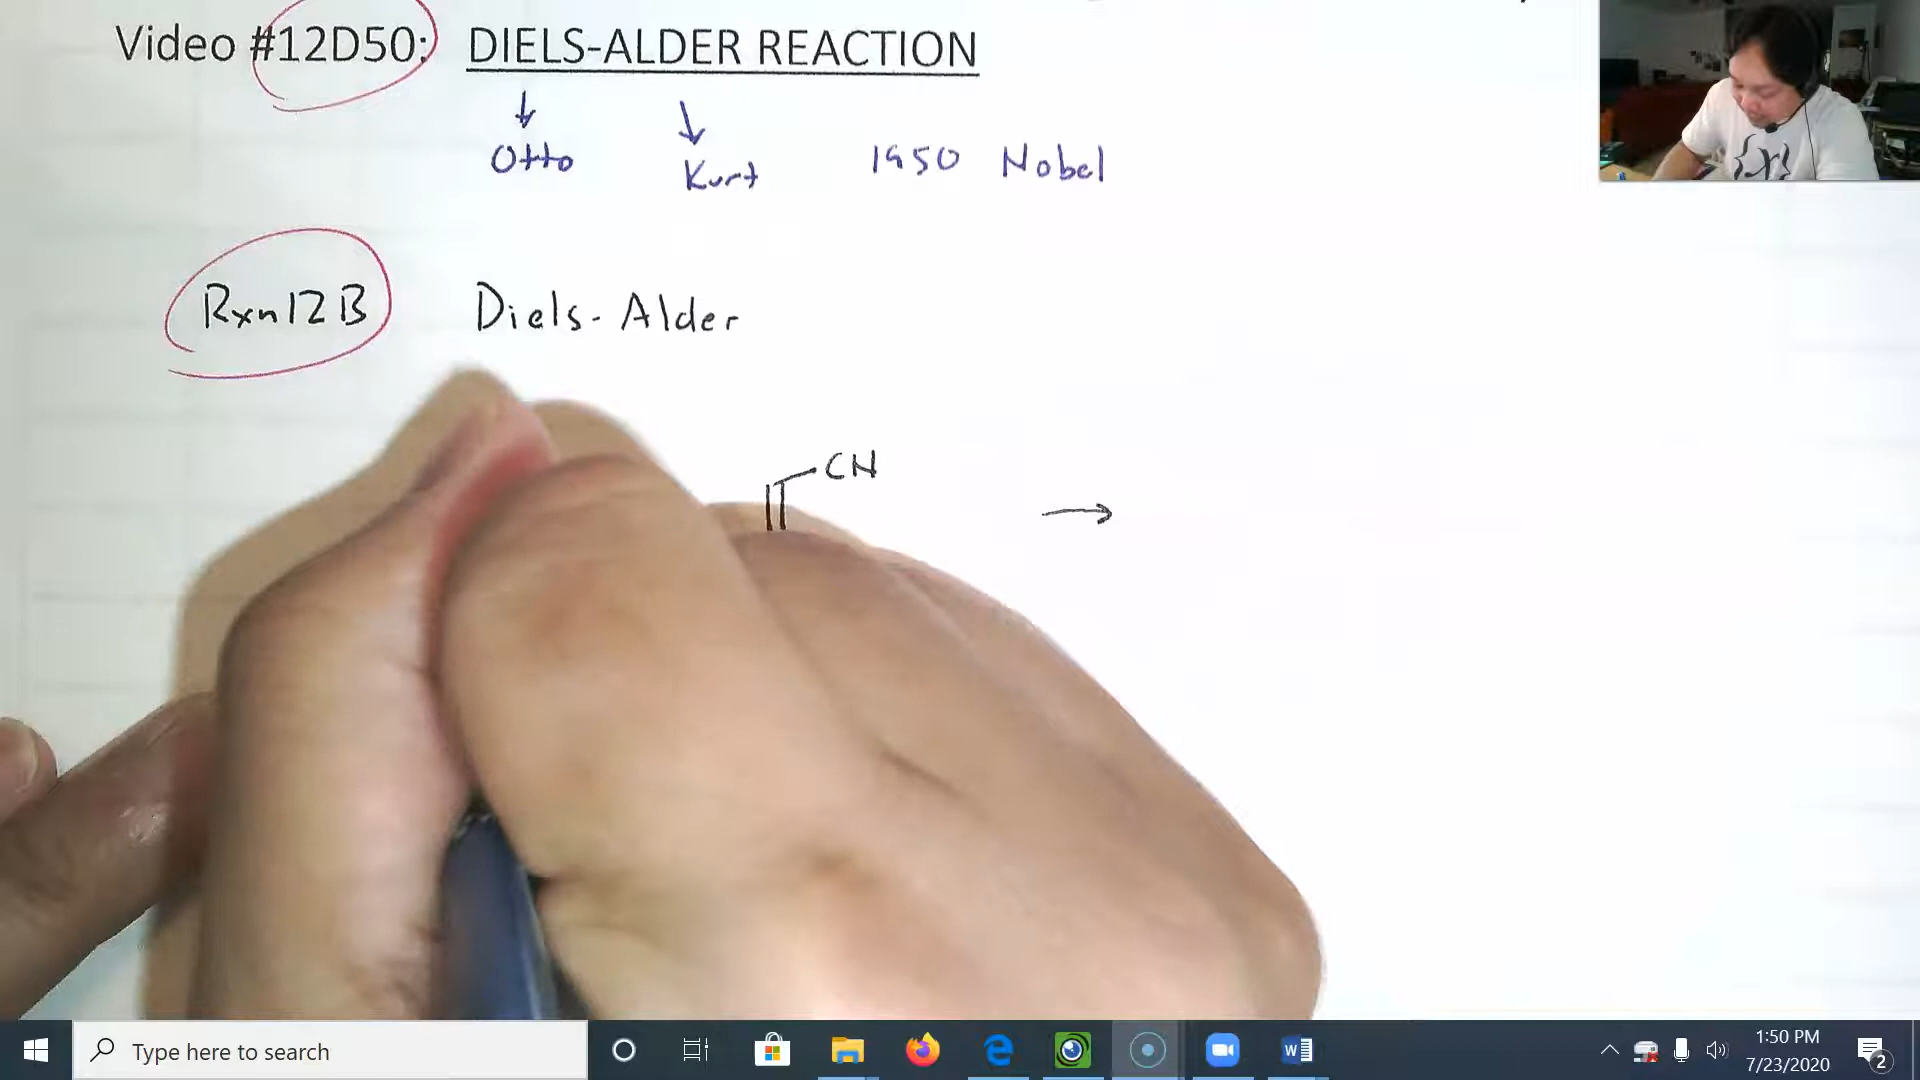 Video #12D50: DIELS-ALDER REACTION
Otto Kurt 1950 Nobel
Rxn12B Diels-Alder
CN
{x}
Type here to search
1:50 PM
7/23/2020
2